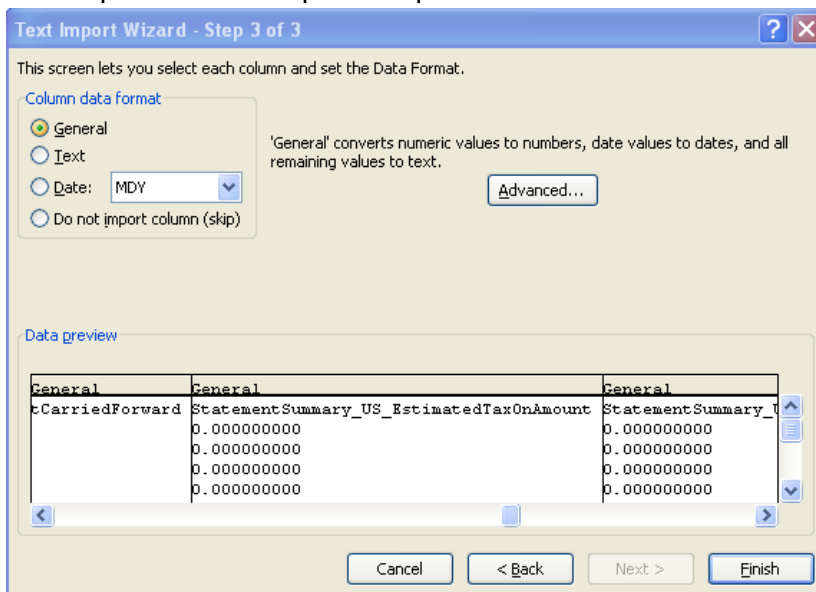 Text Import Wizard - Step 3 of 3
This screen lets you select each column and set the Data Format.
Column data format
General
Text
Date: MDY
Do not import column (skip)
'General' converts numeric values to numbers, date values to dates, and all
remaining values to text.
Advanced...
Data preview
General General General
tCarriedForward StatementSummary_US_EstimatedTaxOnAmount StatementSummary_U
0.000000000 0.000000000
0.000000000 0.000000000
0.000000000 0.000000000
0.000000000 0.000000000
Cancel < Back Next > Finish